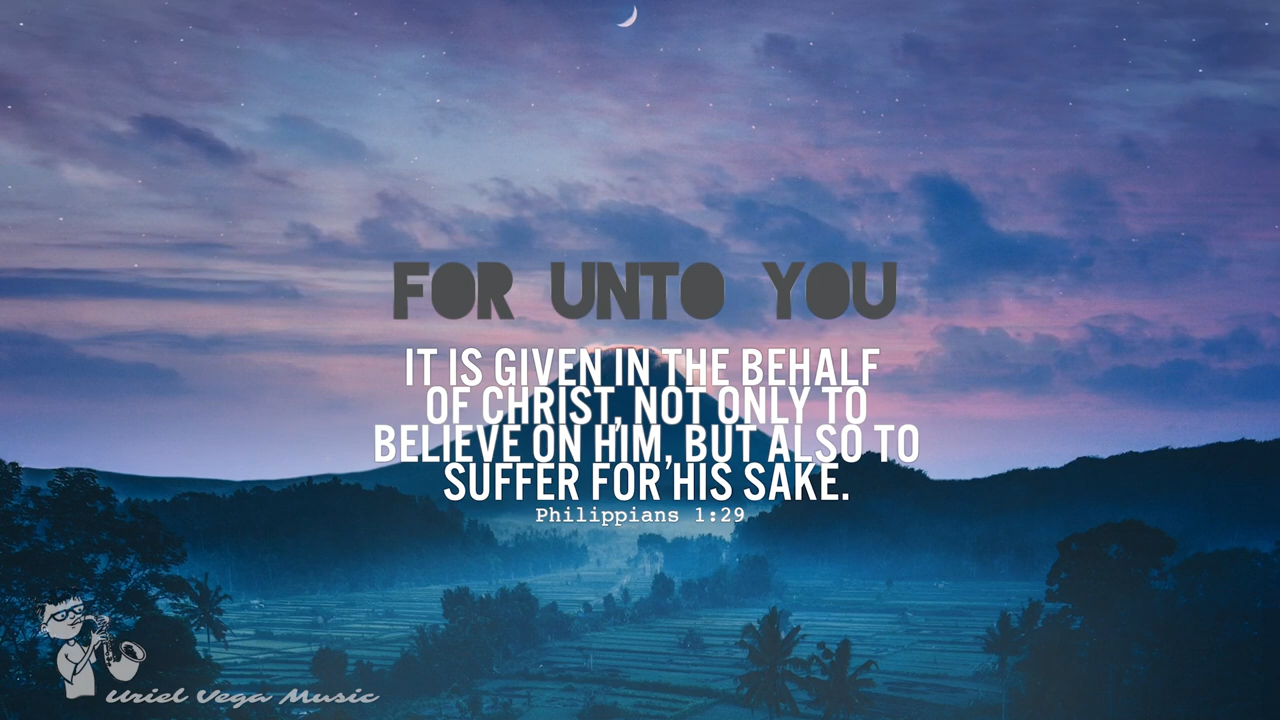 FOR UNTO YOU
IT IS GIVEN IN THE BEHALF
OF CHRIST, NOT ONLY TO
BELIEVE ON HIM, BUT ALSO TO
SUFFER FOR HIS SAKE.
Philippians 1:29
Uriel Vega Music